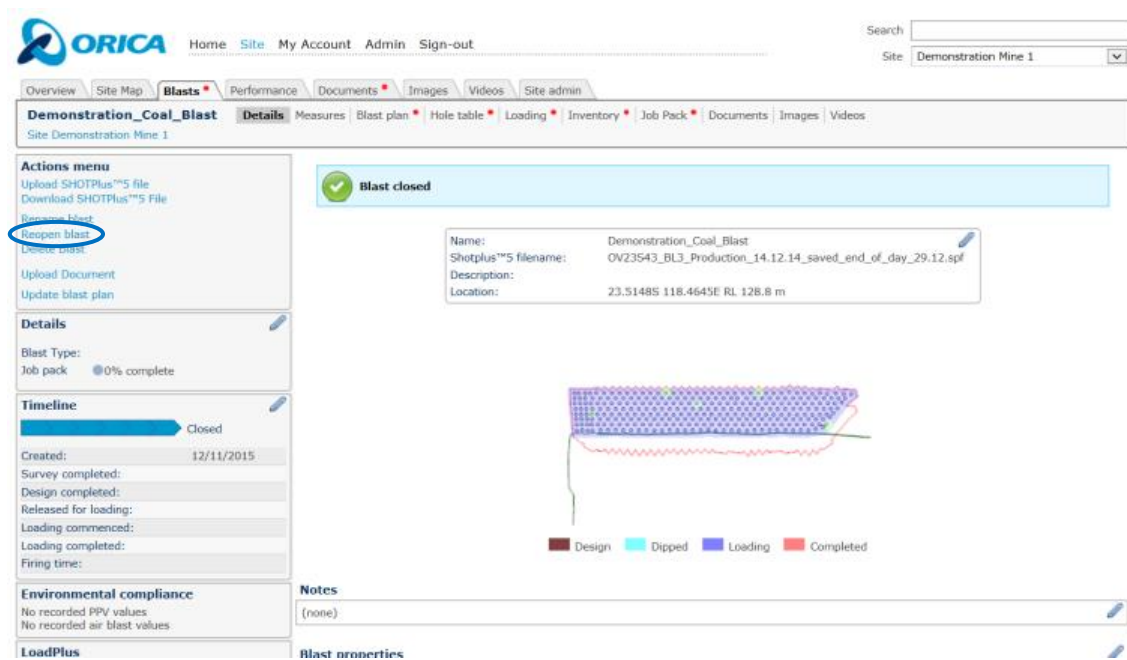 ORICA
Home Site My Account Admin Sign-out
Search
Site Demonstration Mine 1
Overview Site Map Blasts Performance Documents Images Videos Site admin
Demonstration_Coal_Blast Details Measures Blast plan Hole table Loading Inventory Job Pack Documents Images Videos
Site Demonstration Mine 1
Actions menu
Upload SHOTPlus™5 file
Download SHOTPlus™5 File
Rename blast
Reopen blast
Delete Blast
Upload Document
Update blast plan
Details
Blast Type:
Job pack 0% complete
Timeline
Closed
Created: 12/11/2015
Survey completed:
Design completed:
Released for loading:
Loading commenced:
Loading completed:
Firing time:
Environmental compliance
No recorded PPV values
No recorded air blast values
LoadPlus
Blast closed
Name: Demonstration_Coal_Blast
Shotplus™5 filename: OV23S43_BL3_Production_14.12.14_saved_end_of_day_29.12.spf
Description:
Location: 23.5148S 118.4645E RL 128.8 m
Design Dipped Loading Completed
Notes
(none)
Blast properties